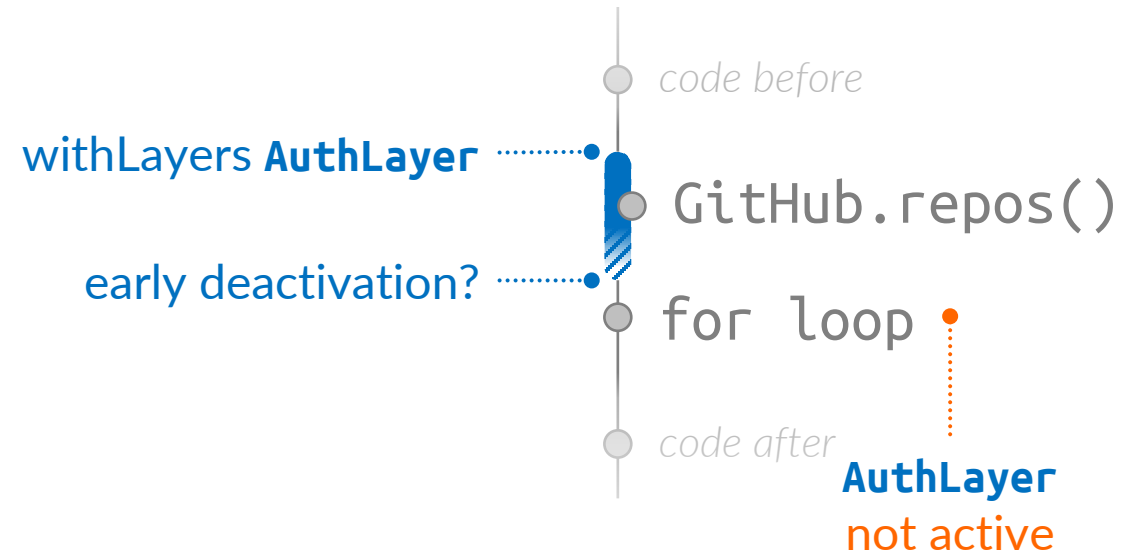 code before
withLayers AuthLayer
GitHub.repos()
early deactivation?
for loop
code after
AuthLayer
not active